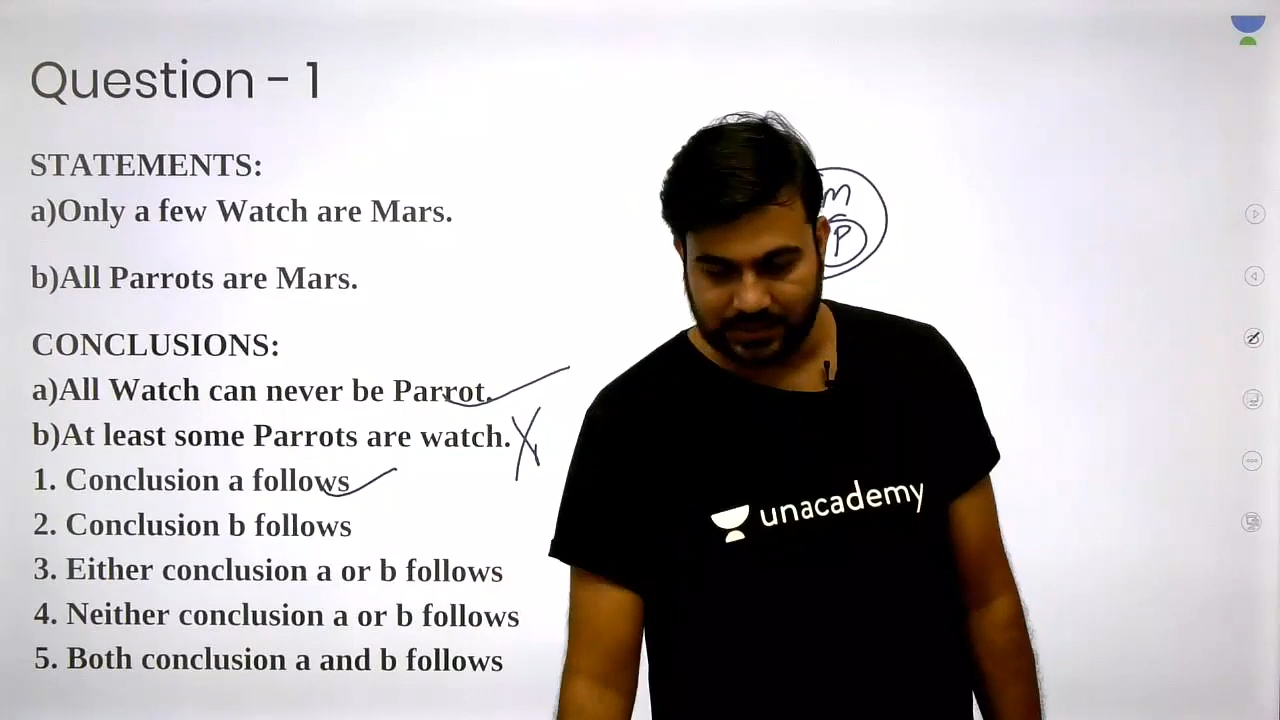 Question - 1
STATEMENTS:
a)Only a few Watch are Mars.
b)All Parrots are Mars.
CONCLUSIONS:
a)All Watch can never be Parrot.
b)At least some Parrots are watch.
1. Conclusion a follows
2. Conclusion b follows
3. Either conclusion a or b follows
4. Neither conclusion a or b follows
5. Both conclusion a and b follows
M
P
unacademy